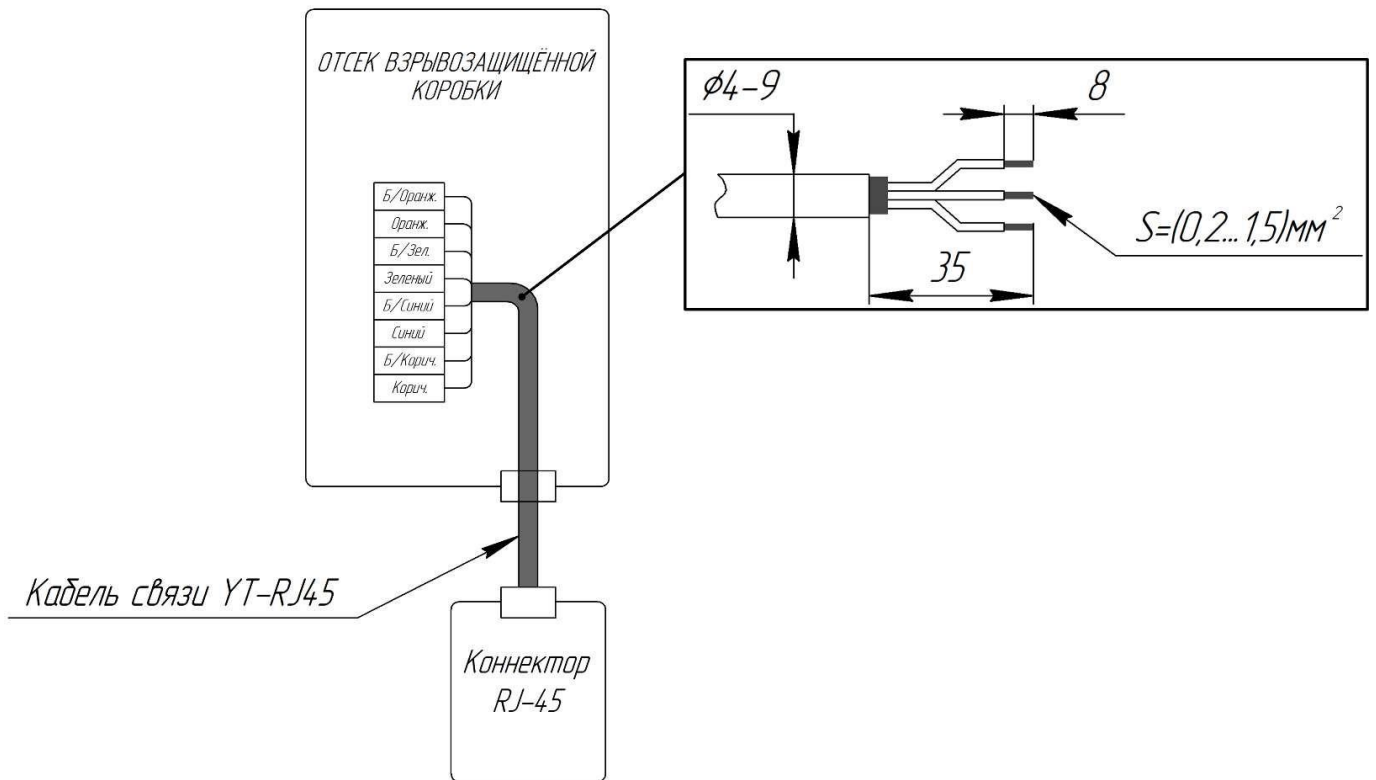 ОТСЕК ВЗРЫВОЗАЩИЩЁННОЙ
КОРОБКИ
Б/Оранж.
Оранж.
Б/Зел.
Зеленый
Б/Синий
Синий
Б/Корич.
Корич.
ϕ4-9
8
S=(0,2...1,5)мм²
35
Кабель связи YT-RJ45
Коннектор
RJ-45